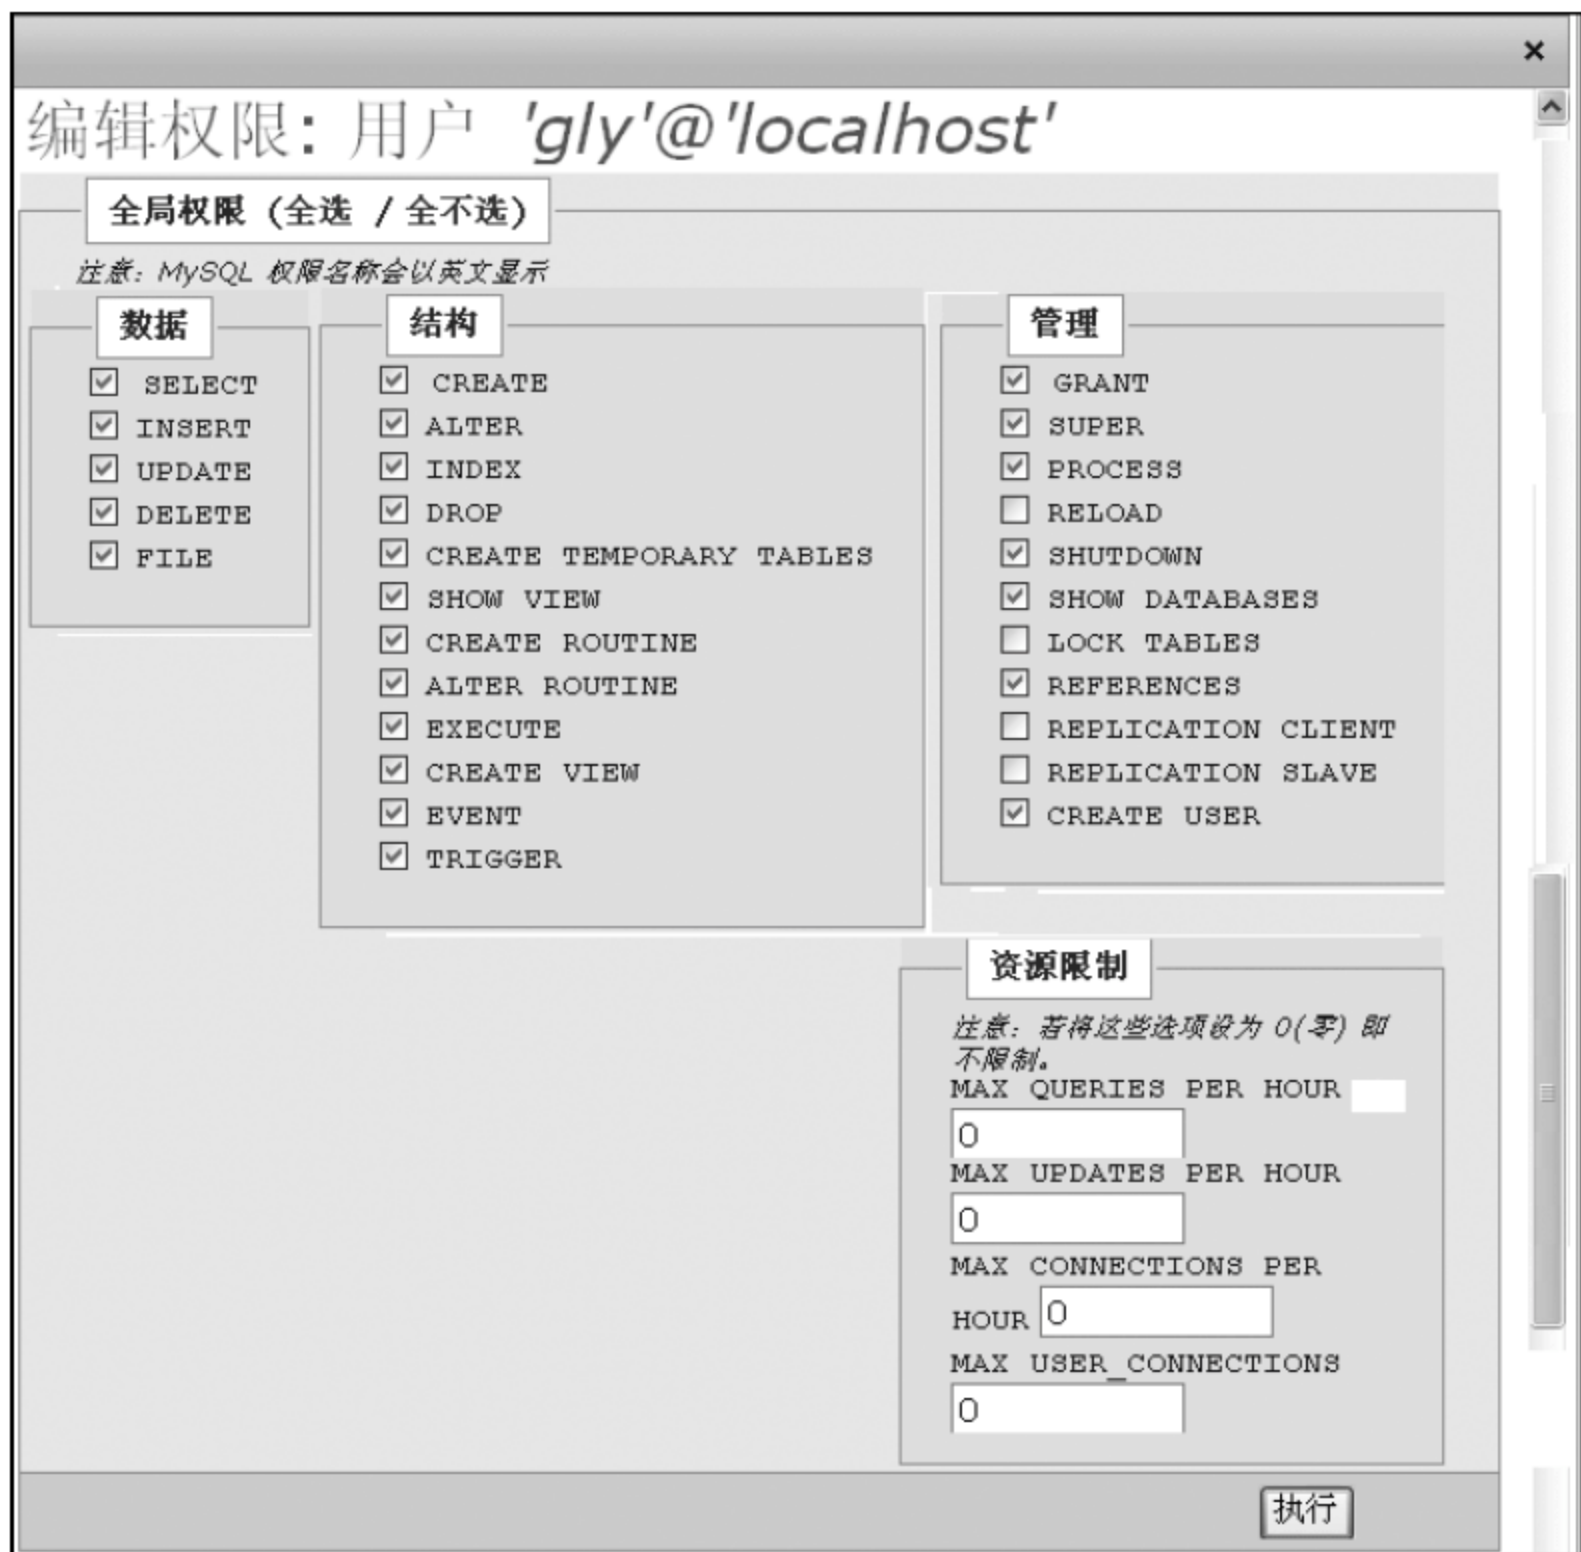 ×
编辑权限: 用户 'gly'@'localhost'
全局权限 (全选 / 全不选)
注意: MySQL 权限名称会以英文显示
数据
SELECT
INSERT
UPDATE
DELETE
FILE
结构
CREATE
ALTER
INDEX
DROP
CREATE TEMPORARY TABLES
SHOW VIEW
CREATE ROUTINE
ALTER ROUTINE
EXECUTE
CREATE VIEW
EVENT
TRIGGER
管理
GRANT
SUPER
PROCESS
RELOAD
SHUTDOWN
SHOW DATABASES
LOCK TABLES
REFERENCES
REPLICATION CLIENT
REPLICATION SLAVE
CREATE USER
资源限制
注意: 若将这些选项设为 0(零) 即
不限制。
MAX QUERIES PER HOUR
0
MAX UPDATES PER HOUR
0
MAX CONNECTIONS PER
HOUR 0
MAX USER_CONNECTIONS
0
执行